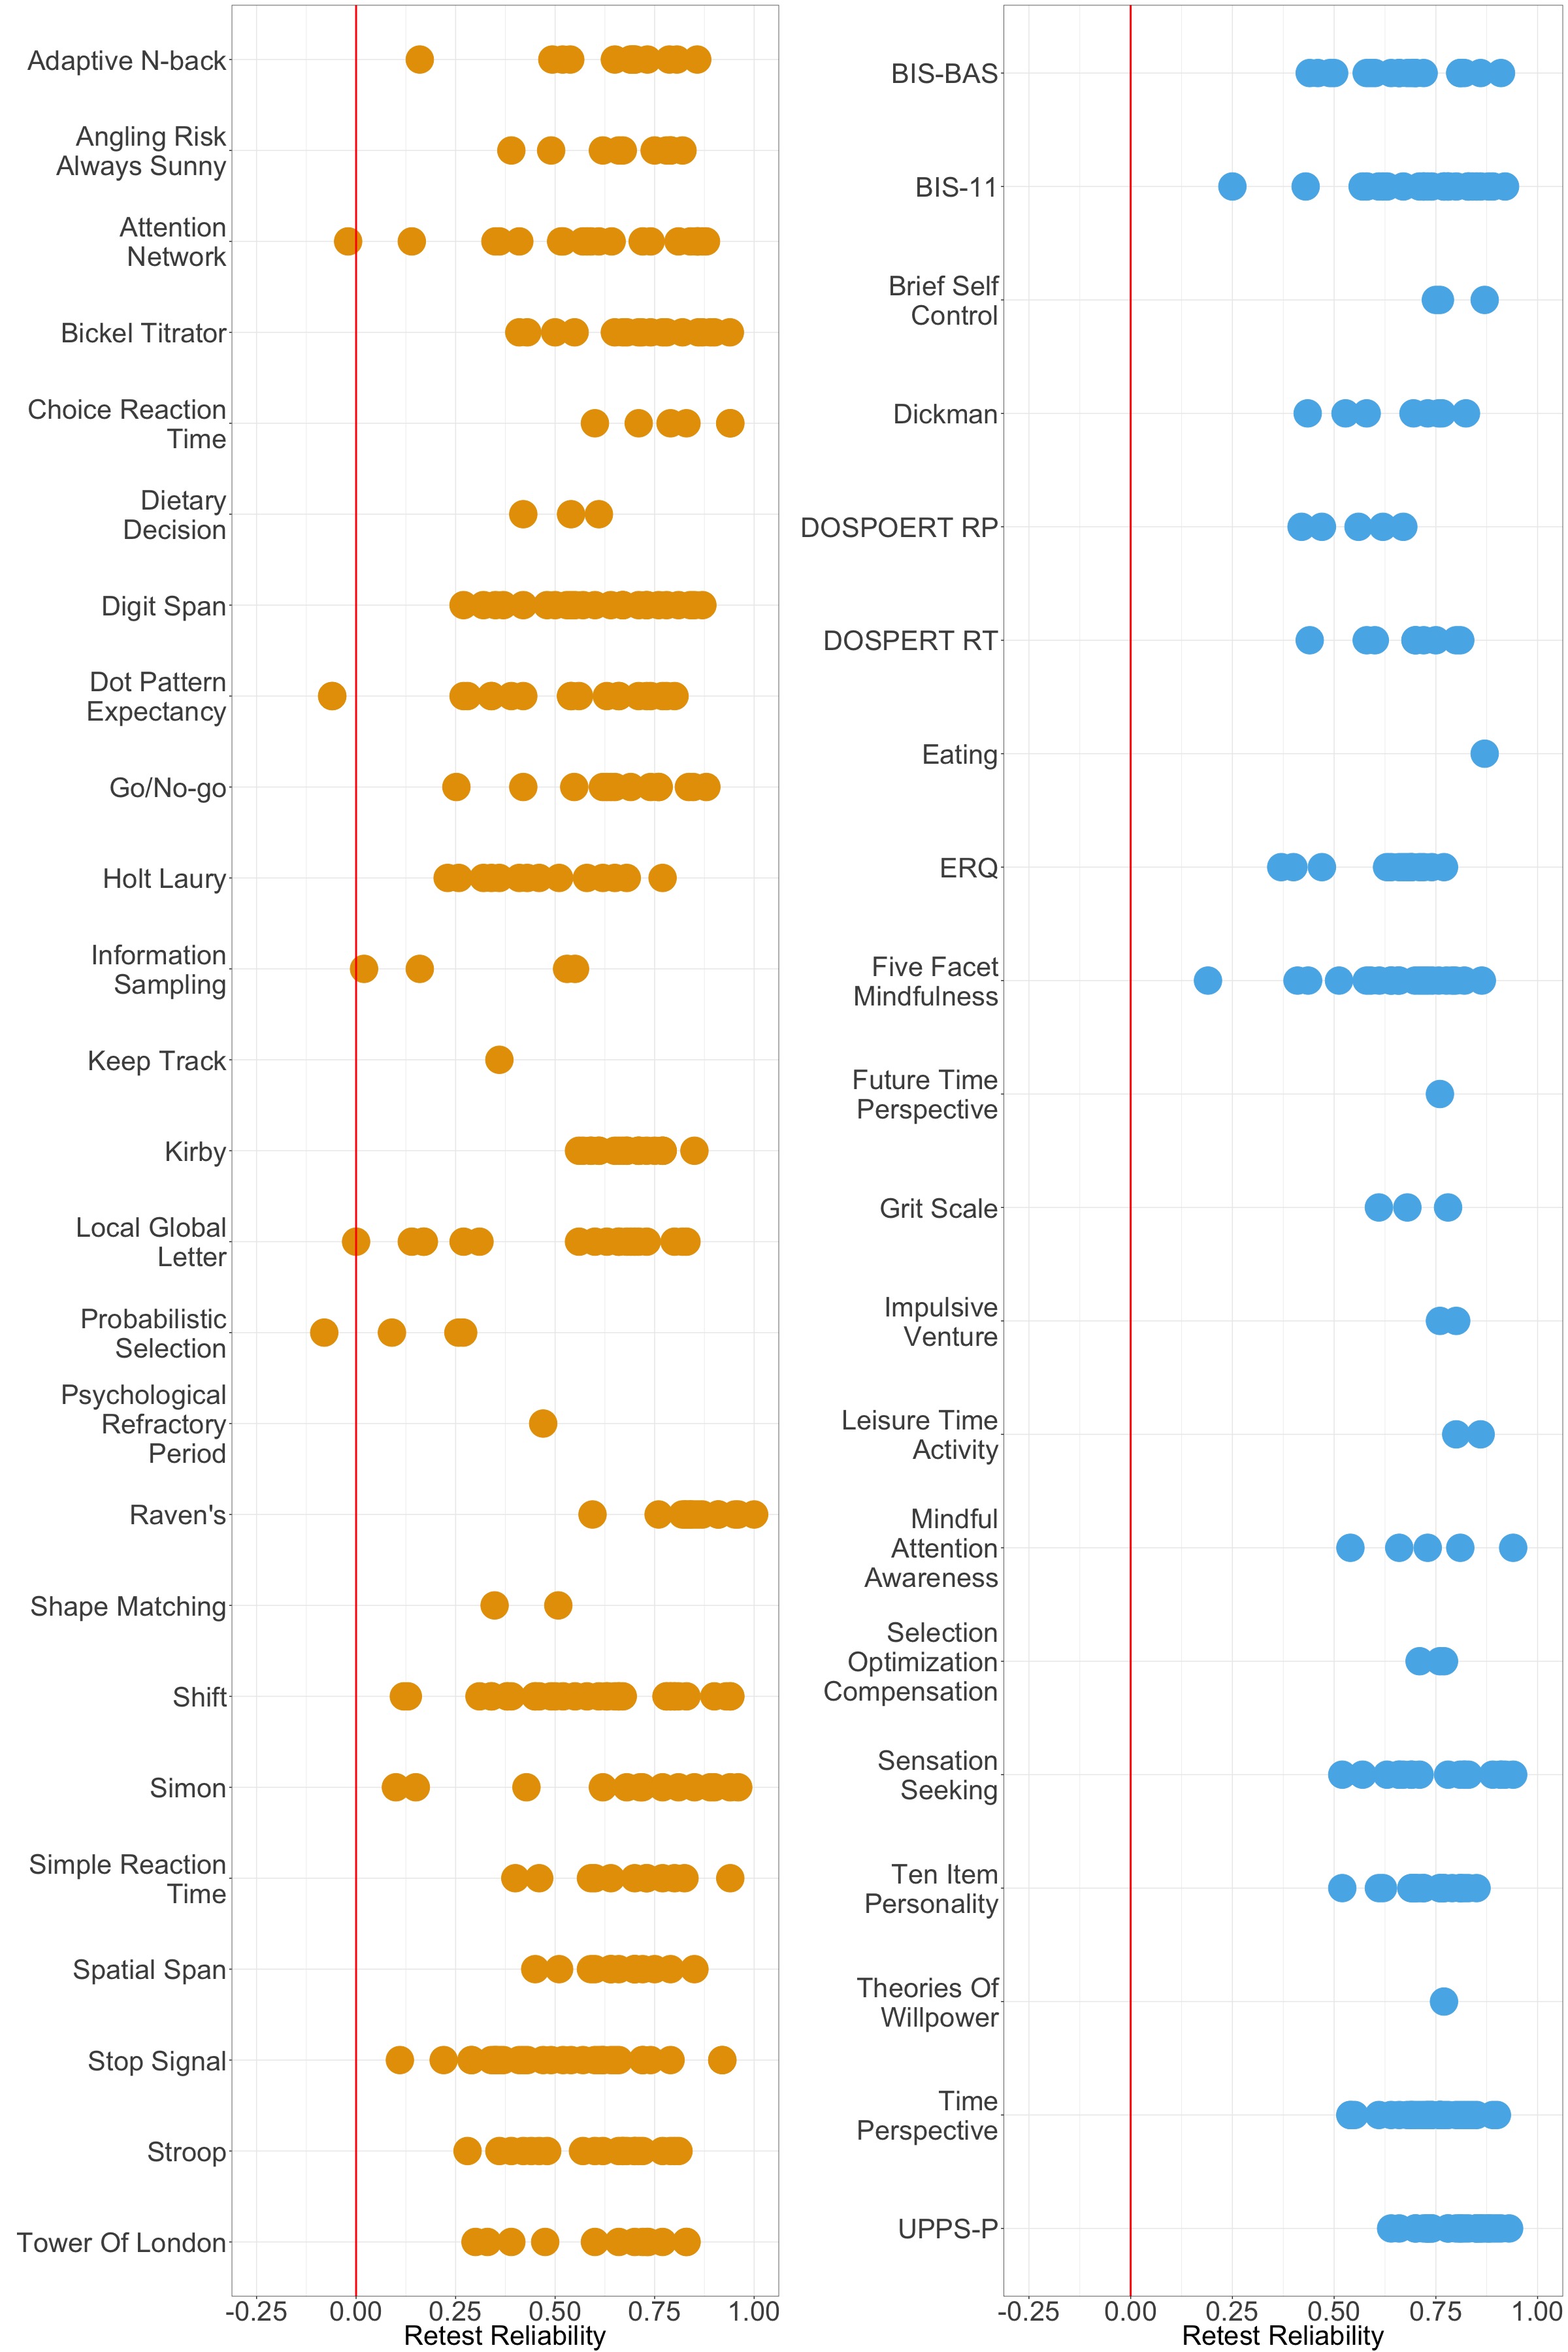 Adaptive N-back
Angling Risk
Always Sunny
Attention
Network
Bickel Titrator
Choice Reaction
Time
Dietary
Decision
Digit Span
Dot Pattern
Expectancy
Go/No-go
Holt Laury
Information
Sampling
Keep Track
Kirby
Local Global
Letter
Probabilistic
Selection
Psychological
Refractory
Period
Raven's
Shape Matching
Shift
Simon
Simple Reaction
Time
Spatial Span
Stop Signal
Stroop
Tower Of London
-0.25 0.00 0.25 0.50 0.75 1.00
Retest Reliability
BIS-BAS
BIS-11
Brief Self
Control
Dickman
DOSPOERT RP
DOSPERT RT
Eating
ERQ
Five Facet
Mindfulness
Future Time
Perspective
Grit Scale
Impulsive
Venture
Leisure Time
Activity
Mindful
Attention
Awareness
Selection
Optimization
Compensation
Sensation
Seeking
Ten Item
Personality
Theories Of
Willpower
Time
Perspective
UPPS-P
-0.25 0.00 0.25 0.50 0.75 1.00
Retest Reliability